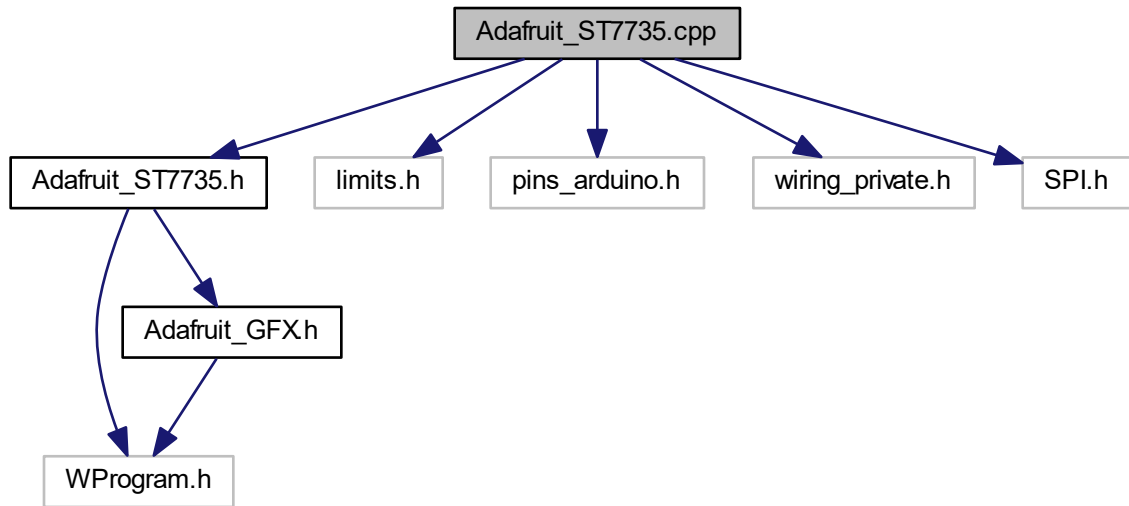 Adafruit_ST7735.cpp
Adafruit_ST7735.h
limits.h
pins_arduino.h
wiring_private.h
SPI.h
Adafruit_GFX.h
WProgram.h